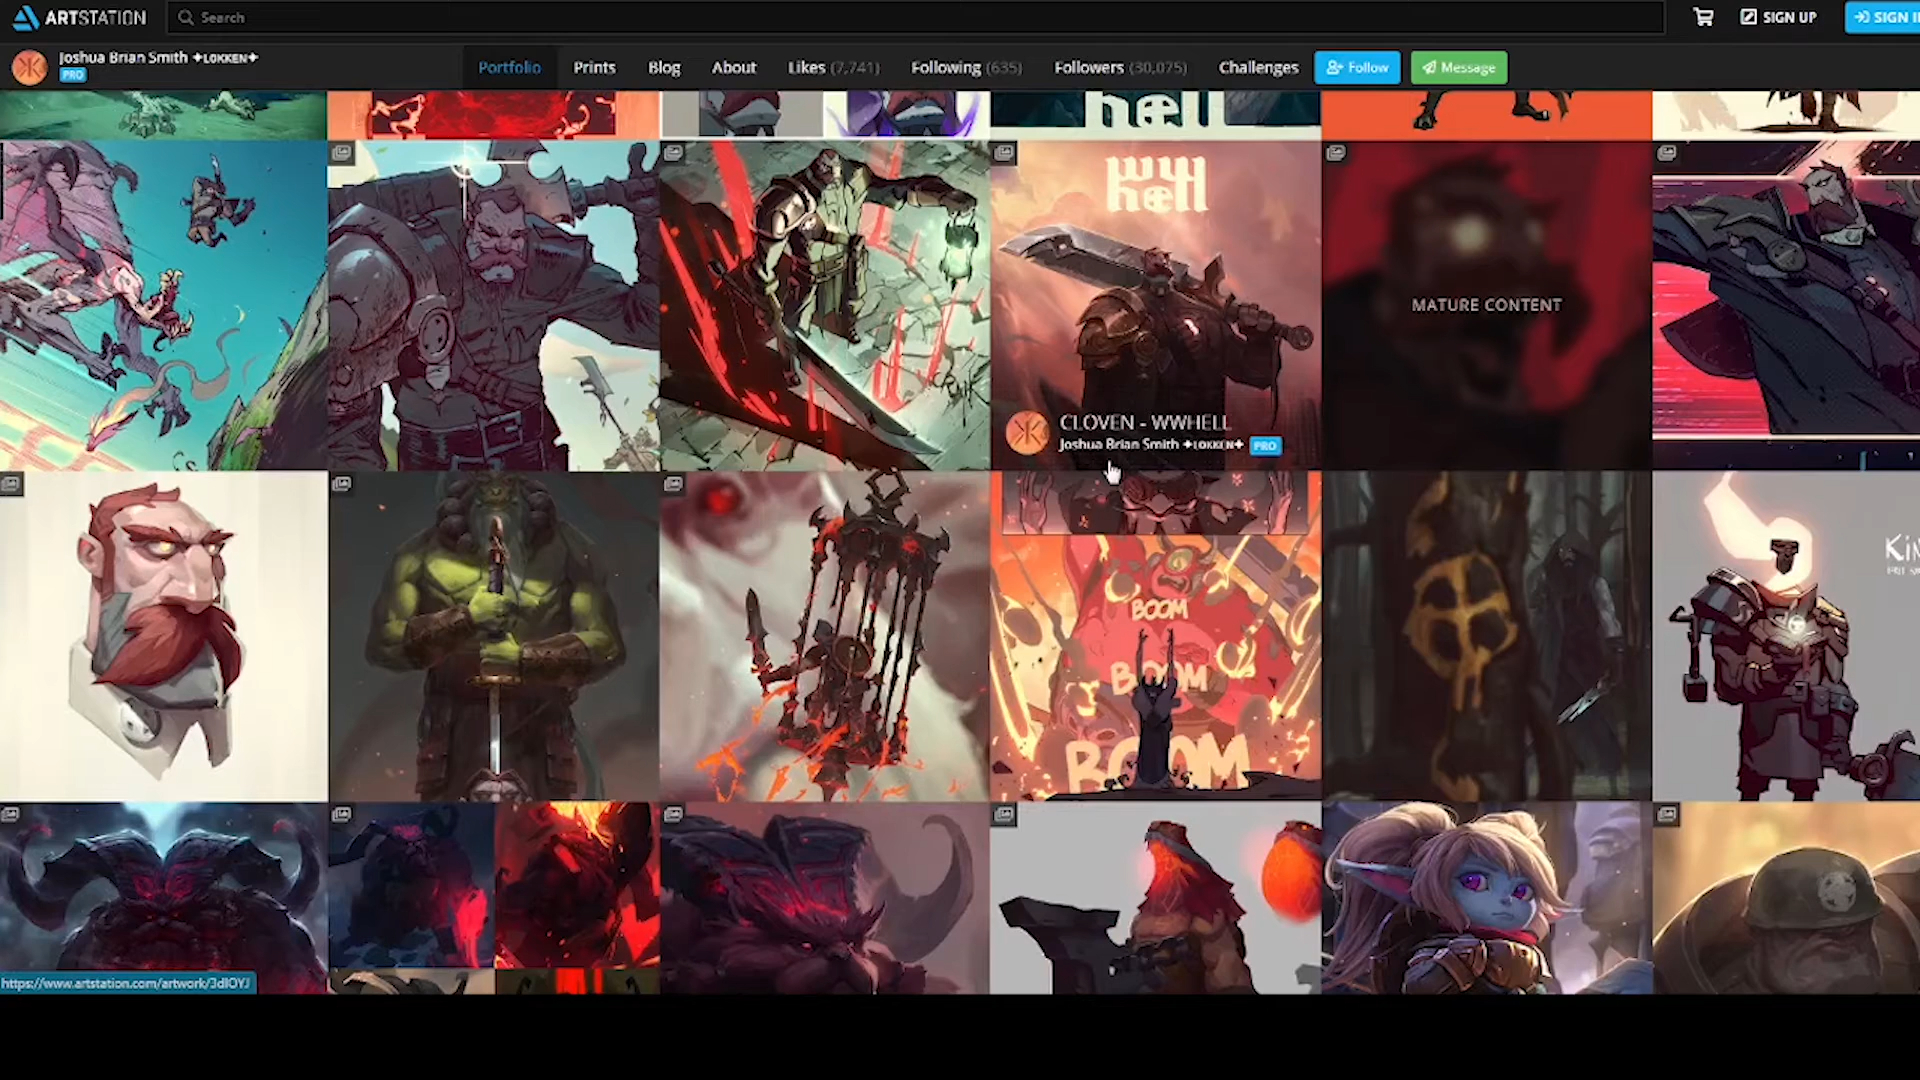 ARTSTATION
Search
SIGN UP
SIGN I
Joshua Brian Smith ✦LOKKEN✦
PRO
Portfolio
Prints
Blog
About
Likes (7,741)
Following (635)
Followers (30,075)
Challenges
Follow
Message
hell
wwhell
MATURE CONTENT
CLOVEN - WWHELL
Joshua Brian Smith ✦LOKKEN✦ PRO
BOOM
BOOM
BOOM
KIN
https://www.artstation.com/artwork/3dlOYJ